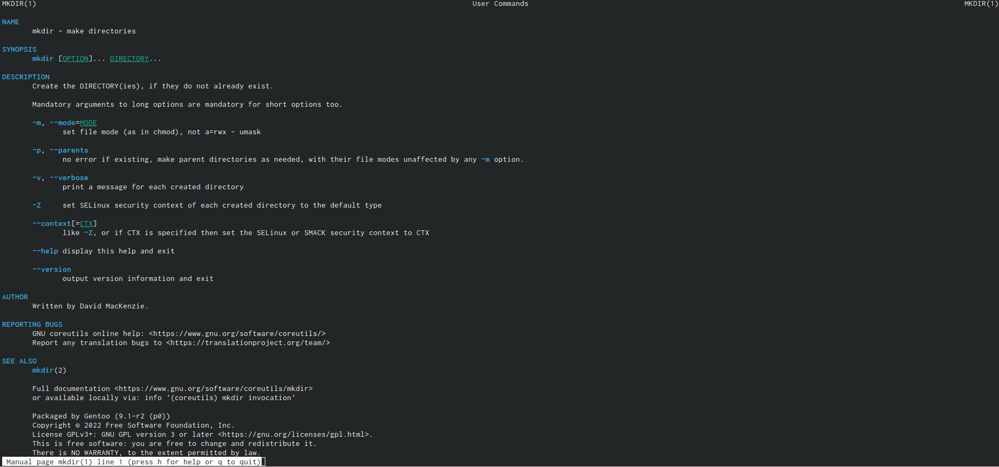 MKDIR(1) User Commands MKDIR(1)
NAME
mkdir - make directories
SYNOPSIS
mkdir [OPTION]... DIRECTORY...
DESCRIPTION
Create the DIRECTORY(ies), if they do not already exist.
Mandatory arguments to long options are mandatory for short options too.
-m, --mode=MODE
set file mode (as in chmod), not a=rwx - umask
-p, --parents
no error if existing, make parent directories as needed, with their file modes unaffected by any -m option.
-v, --verbose
print a message for each created directory
-Z set SELinux security context of each created directory to the default type
--context[=CTX]
like -Z, or if CTX is specified then set the SELinux or SMACK security context to CTX
--help display this help and exit
--version
output version information and exit
AUTHOR
Written by David MacKenzie.
REPORTING BUGS
GNU coreutils online help: <https://www.gnu.org/software/coreutils/>
Report any translation bugs to <https://translationproject.org/team/>
SEE ALSO
mkdir(2)
Full documentation <https://www.gnu.org/software/coreutils/mkdir>
or available locally via: info '(coreutils) mkdir invocation'
Packaged by Gentoo (9.1-r2 (p0))
Copyright © 2022 Free Software Foundation, Inc.
License GPLv3+: GNU GPL version 3 or later <https://gnu.org/licenses/gpl.html>.
This is free software: you are free to change and redistribute it.
There is NO WARRANTY, to the extent permitted by law.
Manual page mkdir(1) line 1 (press h for help or q to quit)